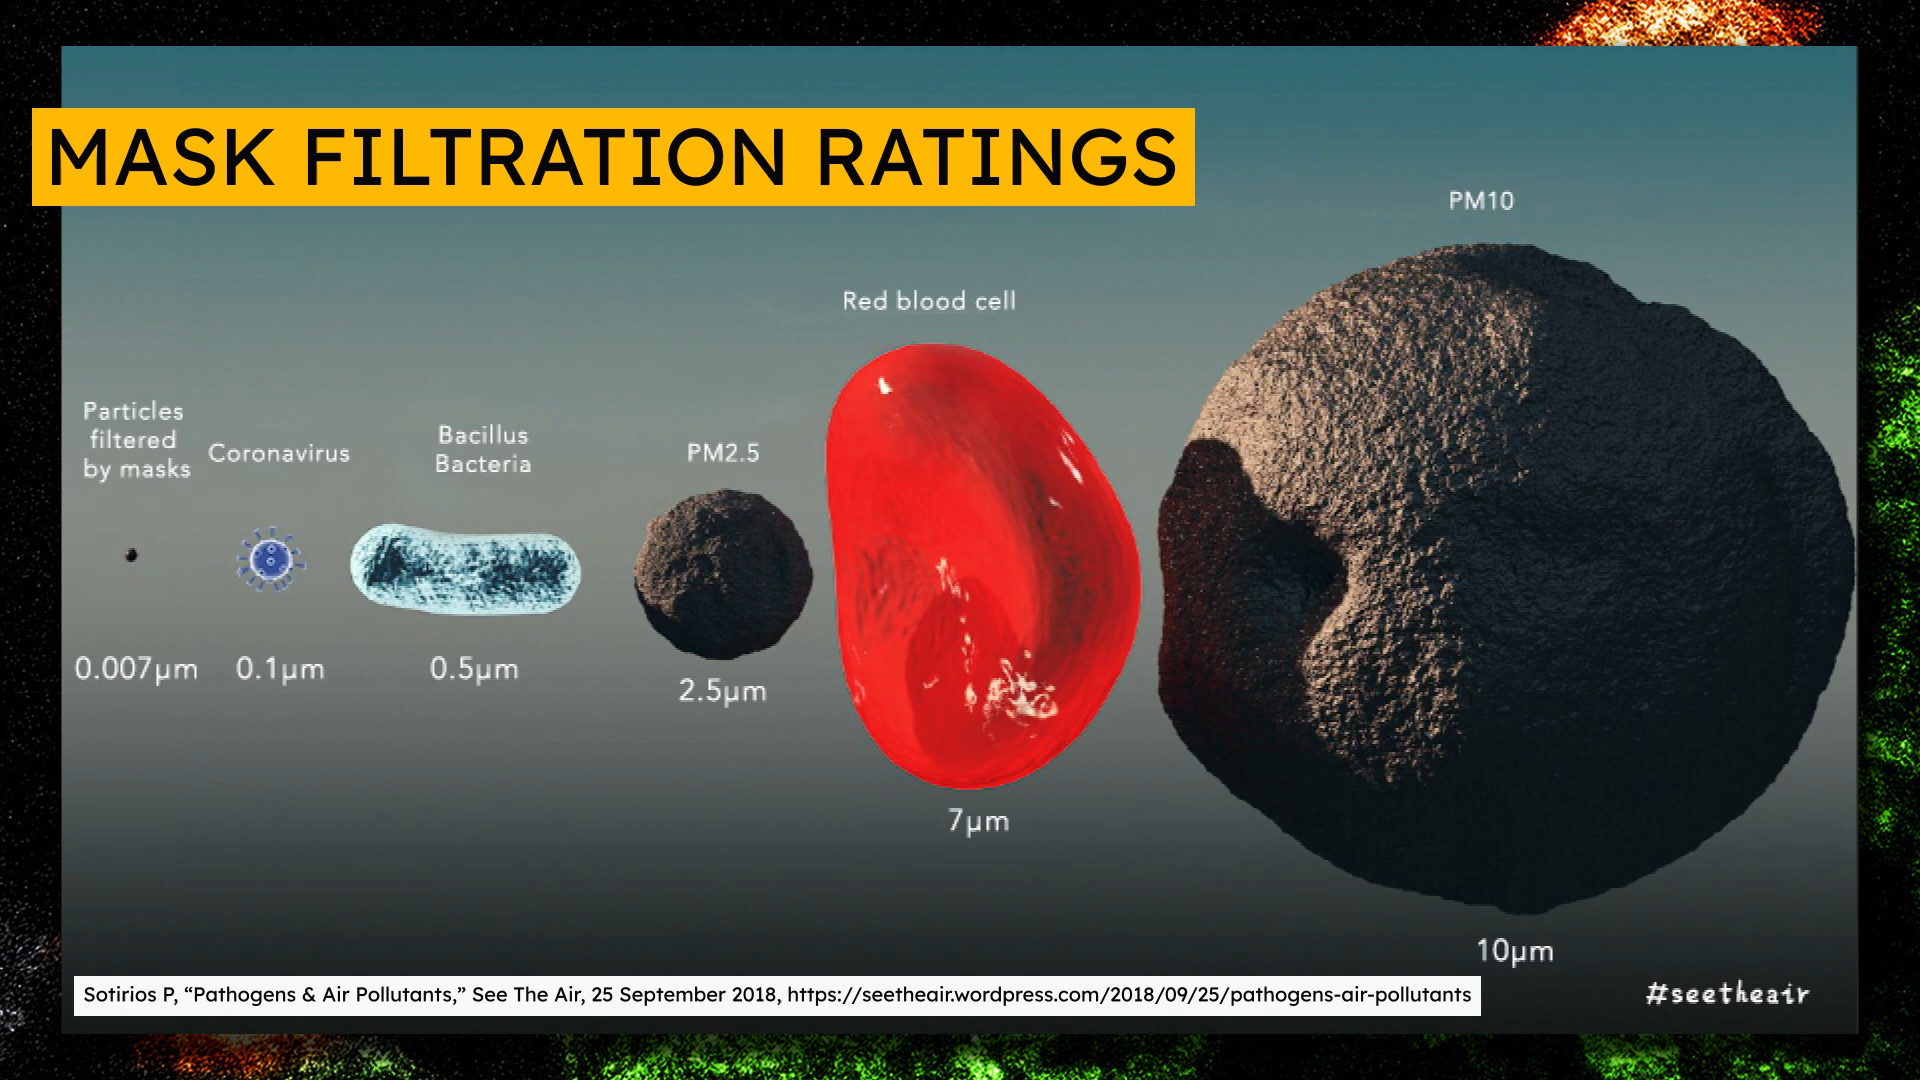 MASK FILTRATION RATINGS
PM10
Red blood cell
Particles
filtered
by masks
Coronavirus
Bacillus
Bacteria
PM2.5
0.007µm
0.1µm
0.5µm
2.5µm
7µm
10µm
Sotirios P, “Pathogens & Air Pollutants,” See The Air, 25 September 2018, https://seetheair.wordpress.com/2018/09/25/pathogens-air-pollutants
#seetheair